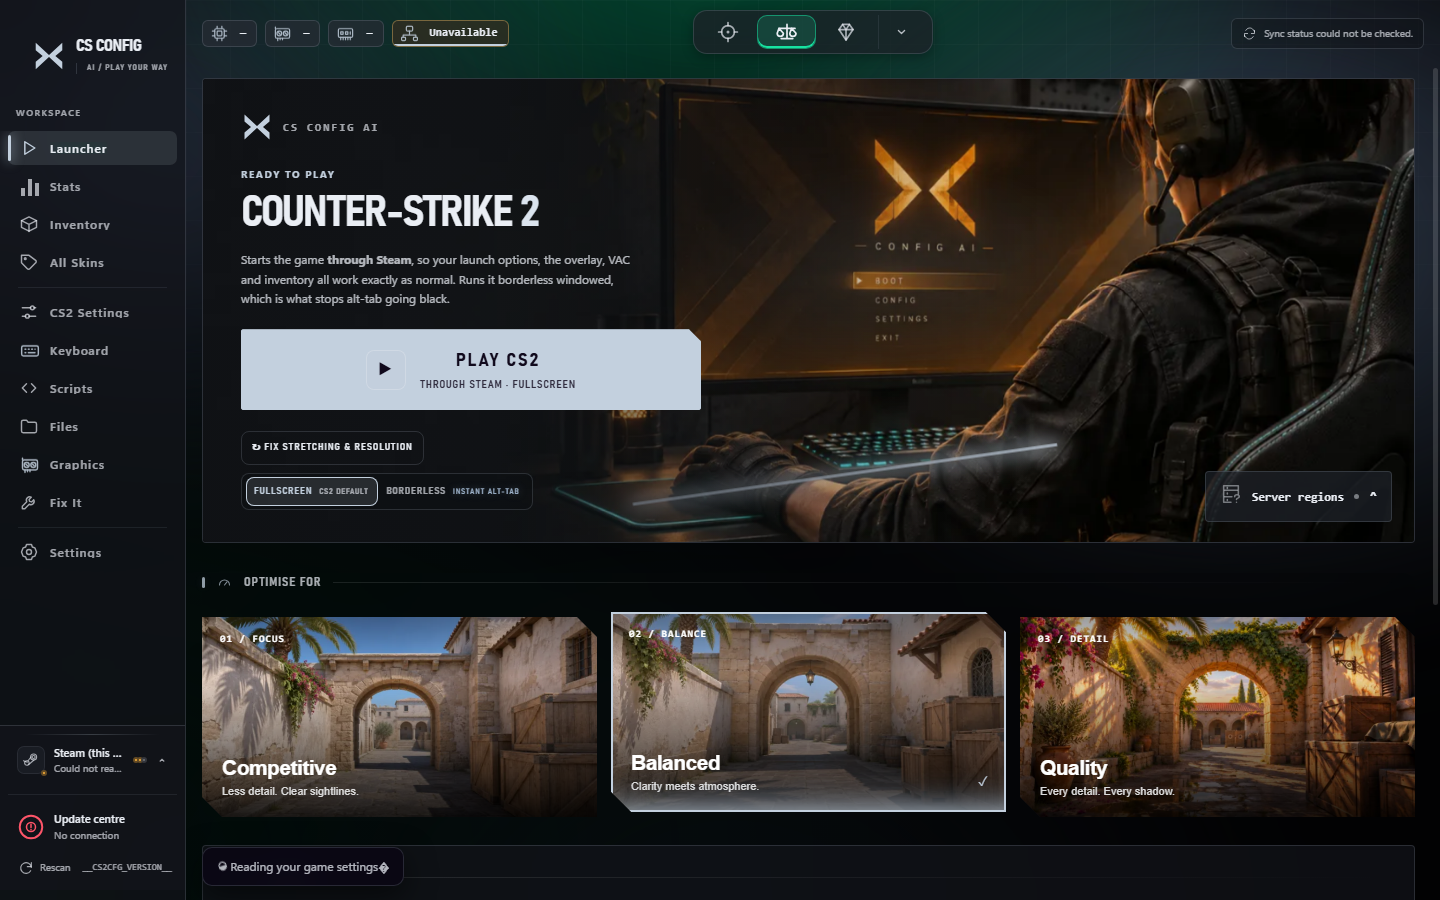 CS CONFIG
AI / PLAY YOUR WAY
WORKSPACE
Launcher
Stats
Inventory
All Skins
CS2 Settings
Keyboard
Scripts
Files
Graphics
Fix It
Settings
Steam (this ...
Could not rea...
Update centre
No connection
Rescan
__CS2CFG_VERSION__
–
–
–
Unavailable
Sync status could not be checked.
CS CONFIG AI
READY TO PLAY
COUNTER-STRIKE 2
Starts the game through Steam, so your launch options, the overlay, VAC
and inventory all work exactly as normal. Runs it borderless windowed,
which is what stops alt-tab going black.
PLAY CS2
THROUGH STEAM · FULLSCREEN
↻ FIX STRETCHING & RESOLUTION
FULLSCREEN CS2 DEFAULT
BORDERLESS INSTANT ALT-TAB
— CONFIG AI —
BOOT
CONFIG
SETTINGS
EXIT
Server regions
OPTIMISE FOR
01 / FOCUS
Competitive
Less detail. Clear sightlines.
02 / BALANCE
Balanced
Clarity meets atmosphere.
03 / DETAIL
Quality
Every detail. Every shadow.
Reading your game settings�